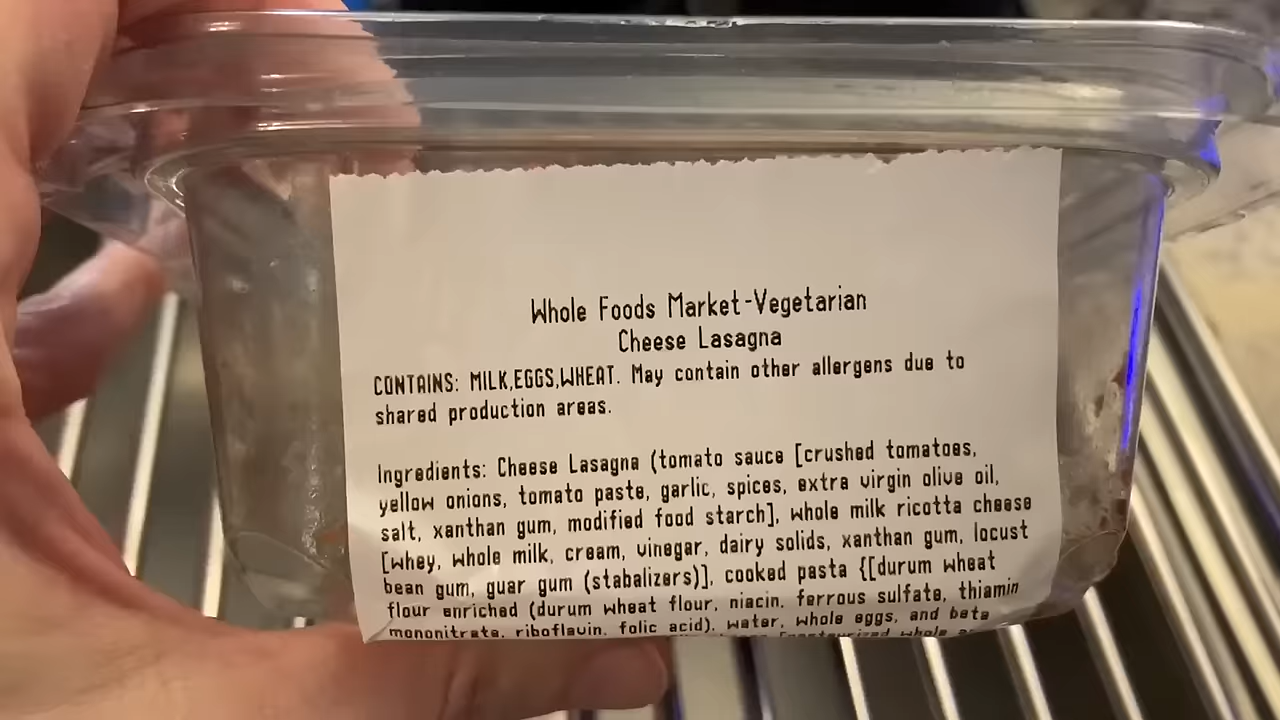 Whole Foods Market-Vegetarian
Cheese Lasagna
CONTAINS: MILK,EGGS,WHEAT. May contain other allergens due to
shared production areas.
Ingredients: Cheese Lasagna (tomato sauce [crushed tomatoes,
yellow onions, tomato paste, garlic, spices, extra virgin olive oil,
salt, xanthan gum, modified food starch], whole milk ricotta cheese
[whey, whole milk, cream, vinegar, dairy solids, xanthan gum, locust
bean gum, guar gum (stabalizers)], cooked pasta {[durum wheat
flour enriched (durum wheat flour, niacin, ferrous sulfate, thiamin
mononitrate, riboflavin, folic acid), water, whole eggs, and beta
[pasteurized whole